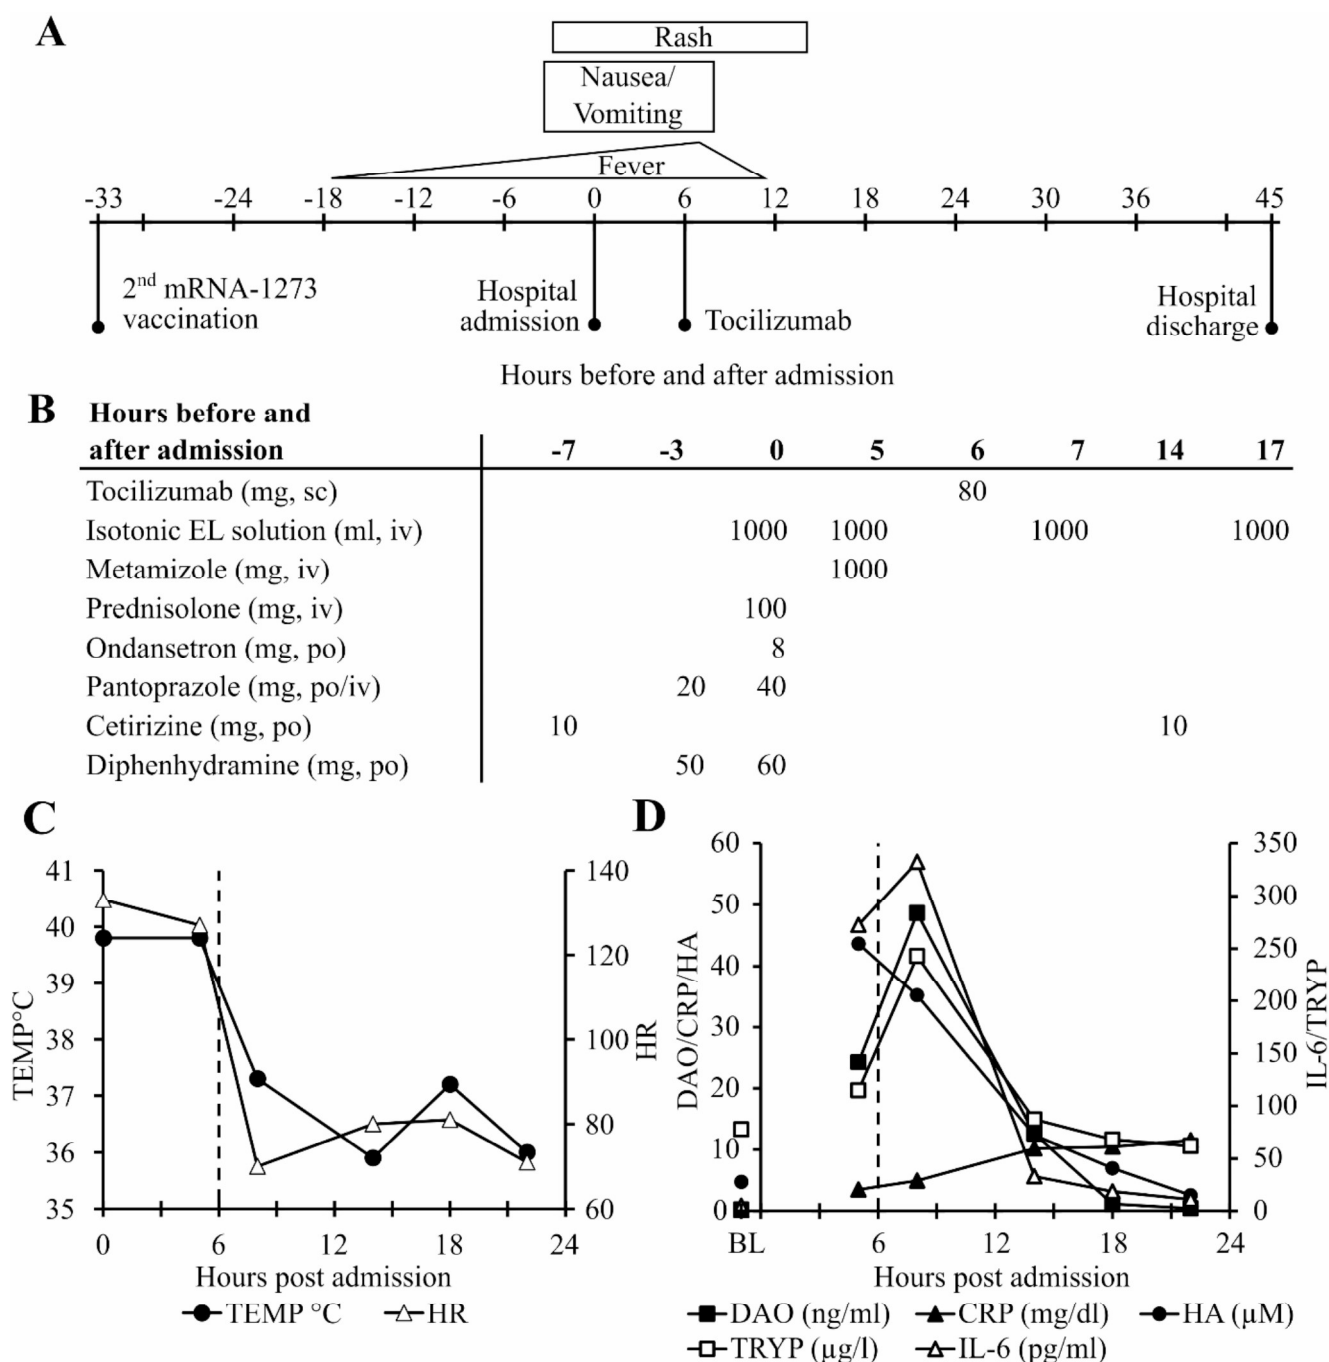 A
Rash
Nausea/
Vomiting
Fever
-33 -24 -18 -12 -6 0 6 12 18 24 30 36 45
2nd mRNA-1273
vaccination
Hospital
admission
Tocilizumab
Hospital
discharge
Hours before and after admission
B
Hours before and
after admission -7 -3 0 5 6 7 14 17
Tocilizumab (mg, sc) 80
Isotonic EL solution (ml, iv) 1000 1000 1000 1000
Metamizole (mg, iv) 1000
Prednisolone (mg, iv) 100
Ondansetron (mg, po) 8
Pantoprazole (mg, po/iv) 20 40
Cetirizine (mg, po) 10 10
Diphenhydramine (mg, po) 50 60
C
TEMP°C
41
40
39
38
37
36
35
140
120
100
80
60
HR
0 6 12 18 24
Hours post admission
TEMP °C HR
D
DAO/CRP/HA
60
50
40
30
20
10
0
350
300
250
200
150
100
50
0
IL-6/TRYP
BL 6 12 18 24
Hours post admission
DAO (ng/ml) CRP (mg/dl) HA (µM)
TRYP (µg/l) IL-6 (pg/ml)